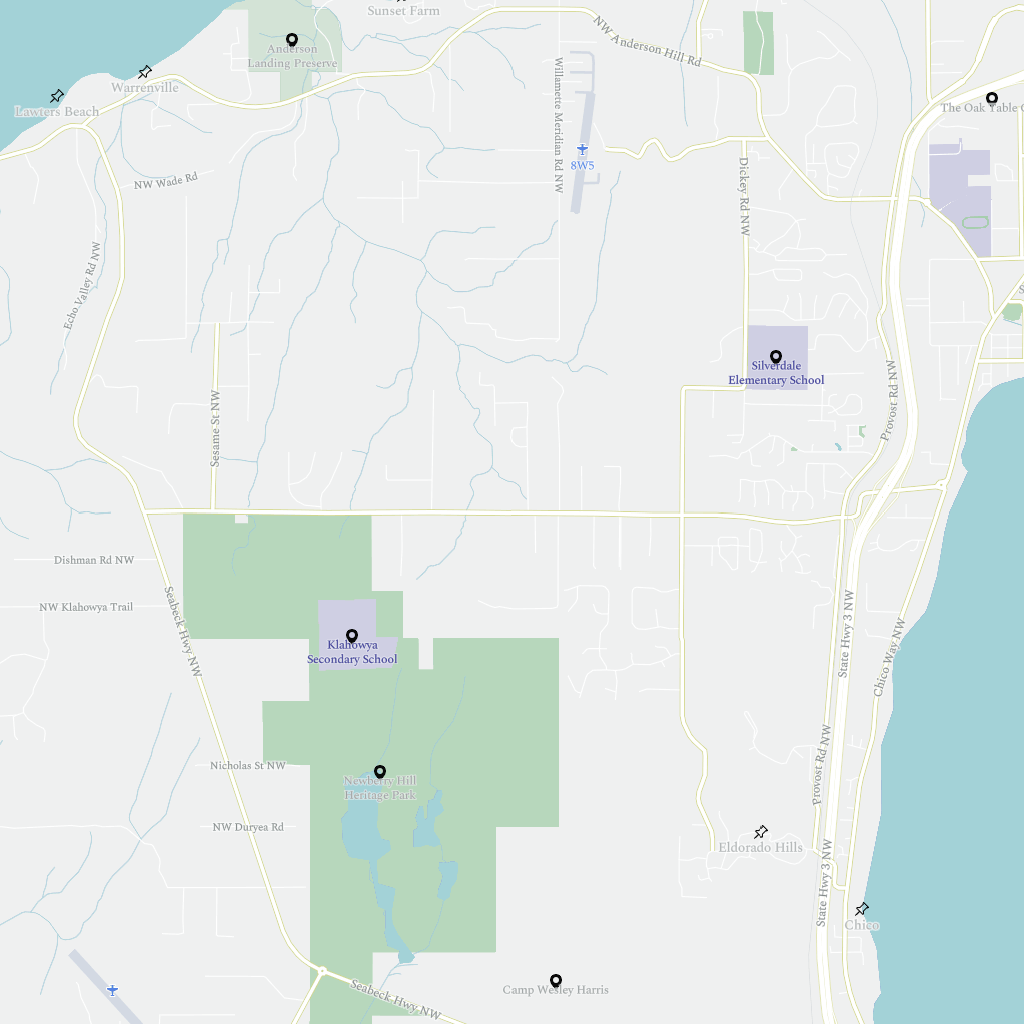 Sunset Farm
NW Anderson Hill Rd
Anderson
Landing Preserve
Warrenville
Lawters Beach
The Oak Table
Willamette Meridian Rd NW
8W5
NW Wade Rd
Dickey Rd NW
Echo Valley Rd NW
Silverdale
Elementary School
Provost Rd NW
Sesame St NW
Dishman Rd NW
NW Klahowya Trail
Seabeck Hwy NW
Klahowya
Secondary School
State Hwy 3 NW
Chico Way NW
Nicholas St NW
Newberry Hill
Heritage Park
Provost Rd NW
NW Duryea Rd
Eldorado Hills
State Hwy 3 NW
Chico
Camp Wesley Harris
Seabeck Hwy NW